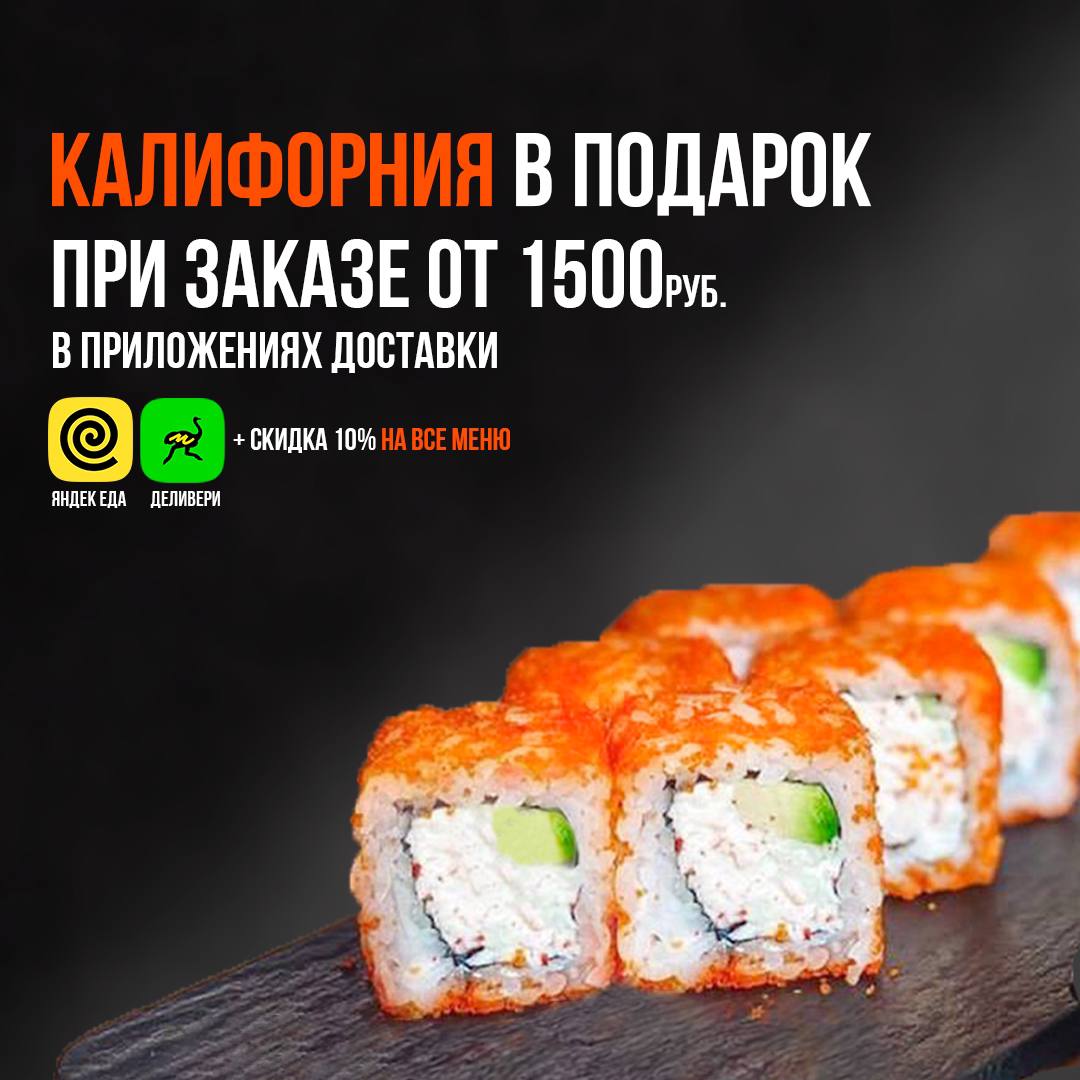 КАЛИФОРНИЯ В ПОДАРОК
ПРИ ЗАКАЗЕ ОТ 1500РУБ.
В ПРИЛОЖЕНИЯХ ДОСТАВКИ
+ СКИДКА 10% НА ВСЕ МЕНЮ
ЯНДЕК ЕДА ДЕЛИВЕРИ